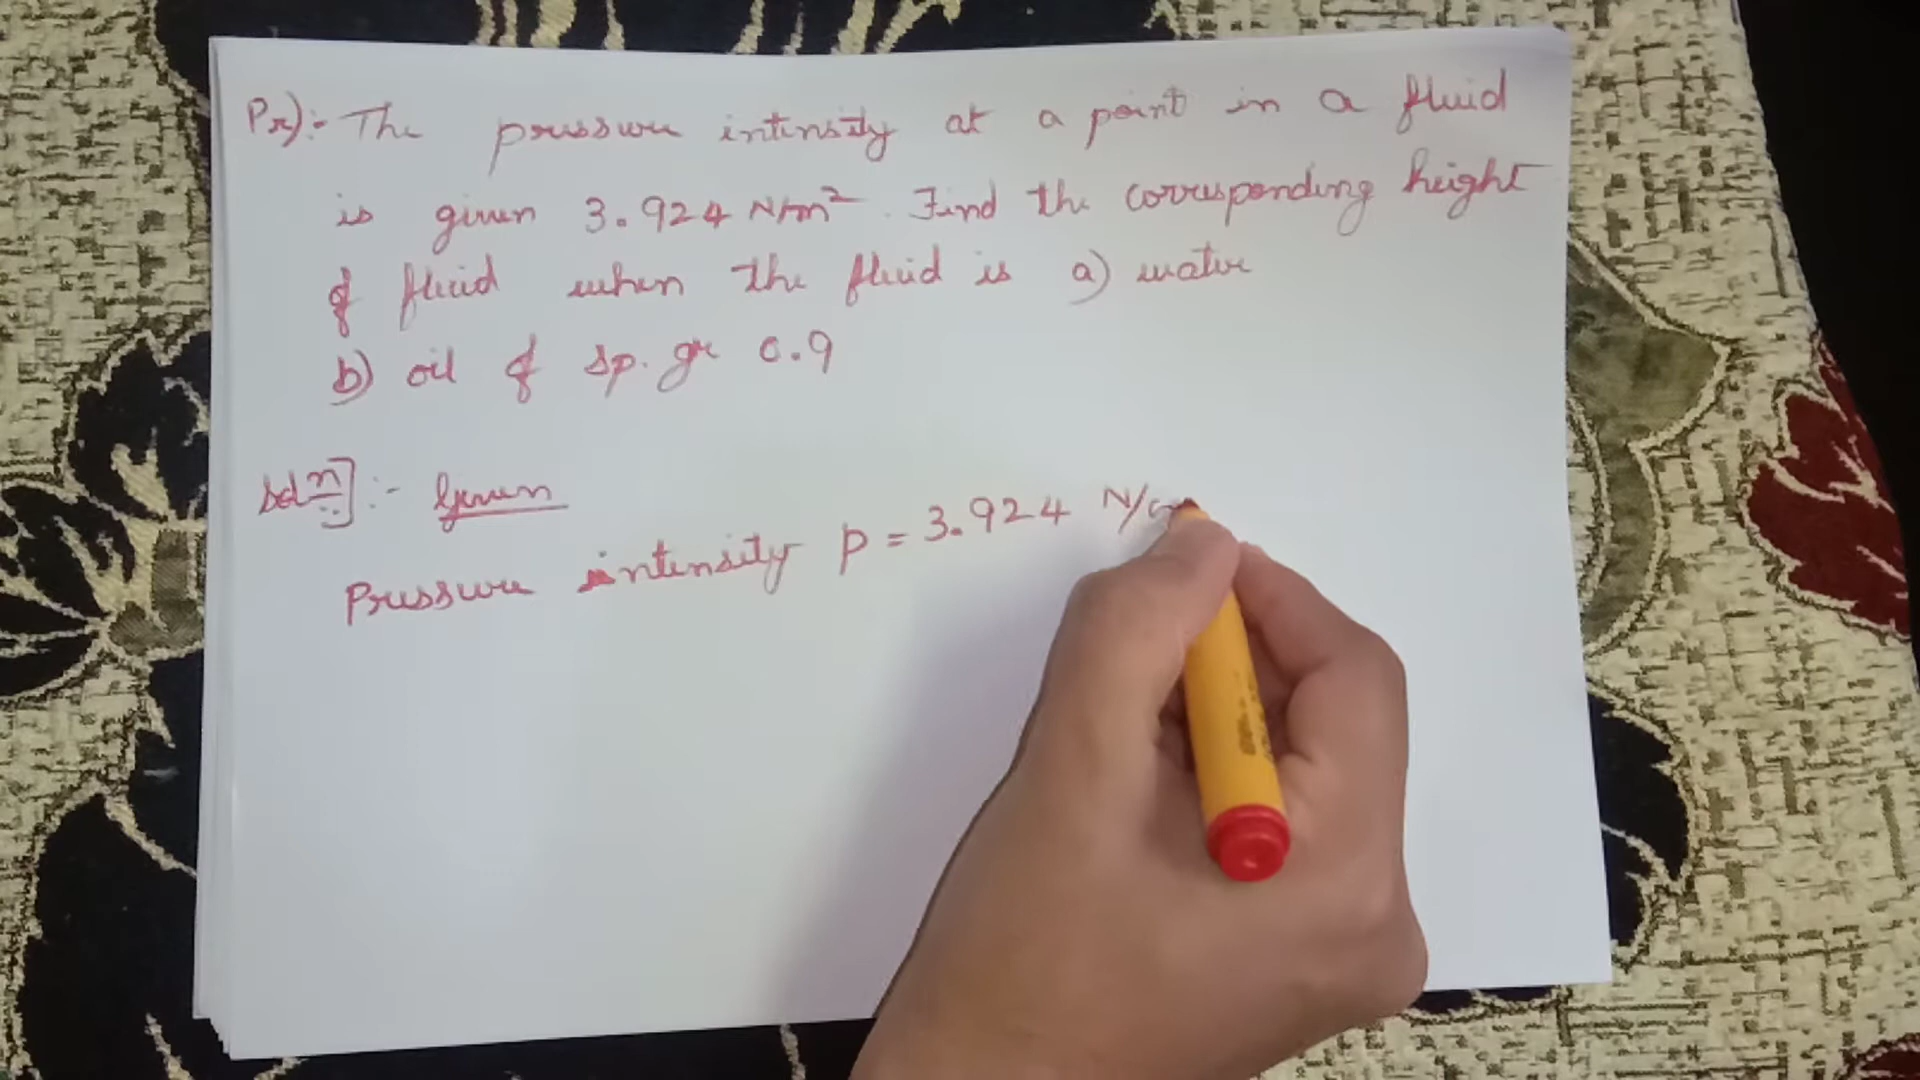 Pr):- The pressure intensity at a point in a fluid
is given 3.924 N/m². Find the corresponding height
of fluid when the fluid is a) water
b) oil of sp. gr 0.9
Soln]:- Given
Pressure intensity p = 3.924 N/c